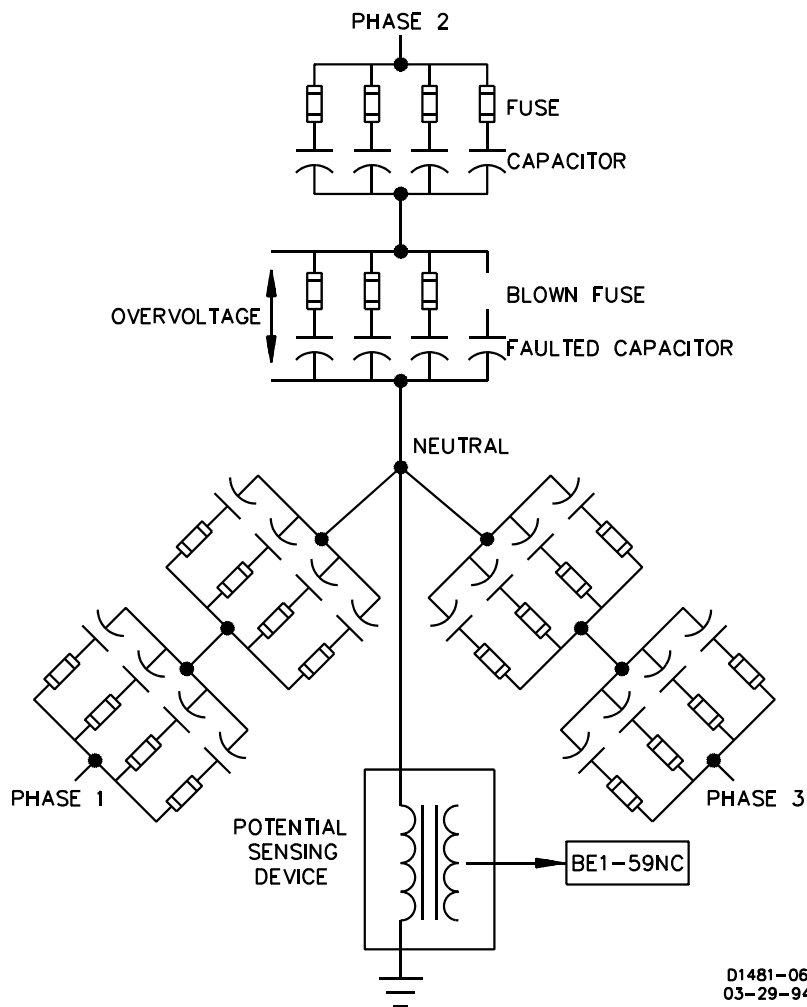 PHASE 2
FUSE
CAPACITOR
BLOWN FUSE
OVERVOLTAGE
FAULTED CAPACITOR
NEUTRAL
PHASE 1
PHASE 3
POTENTIAL
SENSING
DEVICE
BE1-59NC
D1481-06
03-29-94